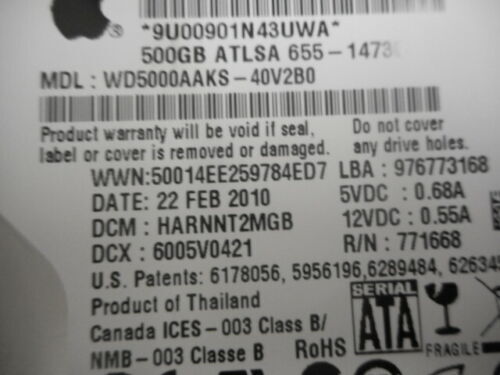 *9U00901N43UWA*
500GB ATLSA 655-1473
MDL : WD5000AAKS-40V2B0
Product warranty will be void if seal,
label or cover is removed or damaged.
Do not cover
any drive holes.
WWN:50014EE259784ED7 LBA : 976773168
DATE: 22 FEB 2010 5VDC : 0.68A
DCM : HARNNT2MGB 12VDC : 0.55A
DCX : 6005V0421 R/N : 771668
U.S. Patents: 6178056, 5956196,6289484, 626345
Product of Thailand
Canada ICES-003 Class B/
NMB-003 Classe B RoHS
SERIAL
ATA
FRAGILE